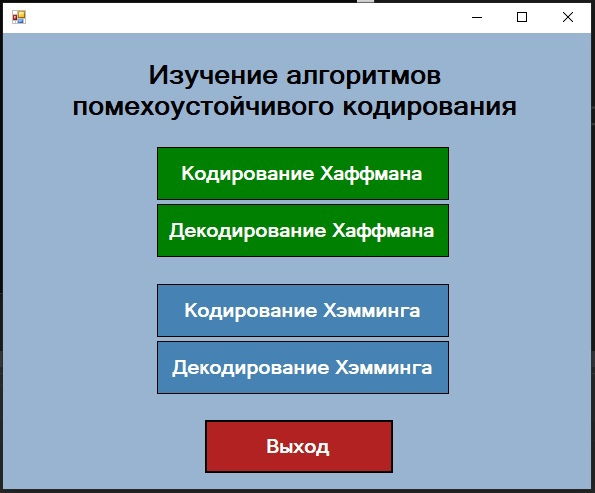 Изучение алгоритмов
помехоустойчивого кодирования
Кодирование Хаффмана
Декодирование Хаффмана
Кодирование Хэмминга
Декодирование Хэмминга
Выход